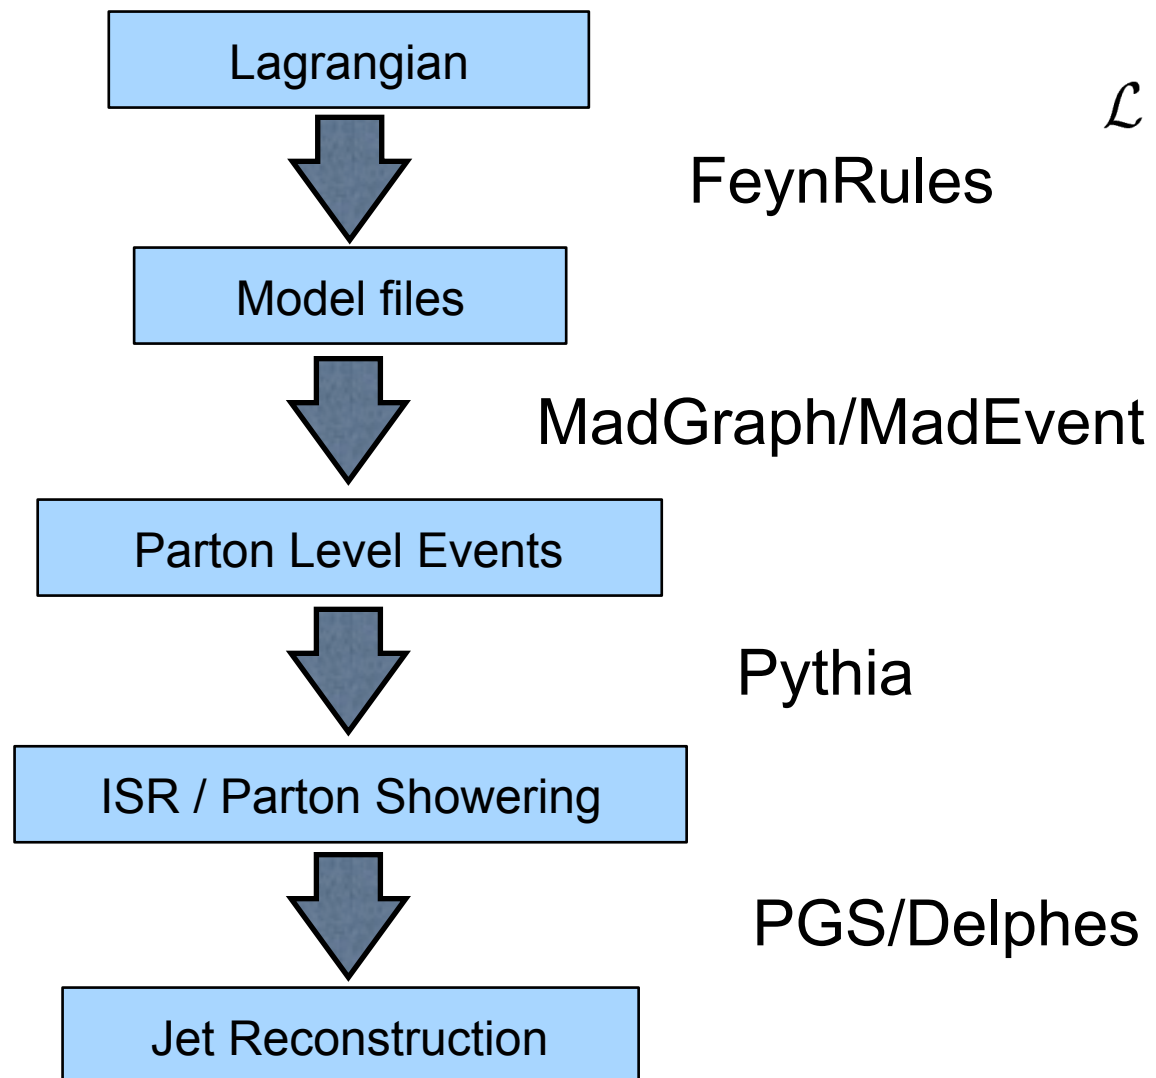 Lagrangian
ℒ
FeynRules
Model files
MadGraph/MadEvent
Parton Level Events
Pythia
ISR / Parton Showering
PGS/Delphes
Jet Reconstruction